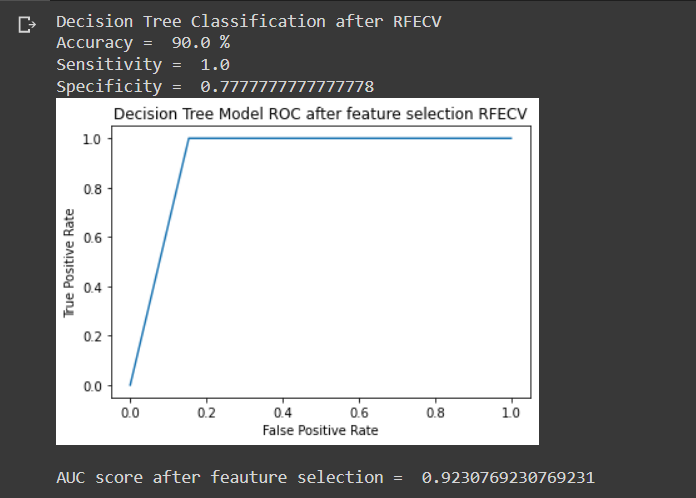 Decision Tree Classification after RFECV
Accuracy =  90.0 %
Sensitivity =  1.0
Specificity =  0.7777777777777778
Decision Tree Model ROC after feature selection RFECV
True Positive Rate
1.0
0.8
0.6
0.4
0.2
0.0
0.0 0.2 0.4 0.6 0.8 1.0
False Positive Rate
AUC score after feauture selection =  0.9230769230769231